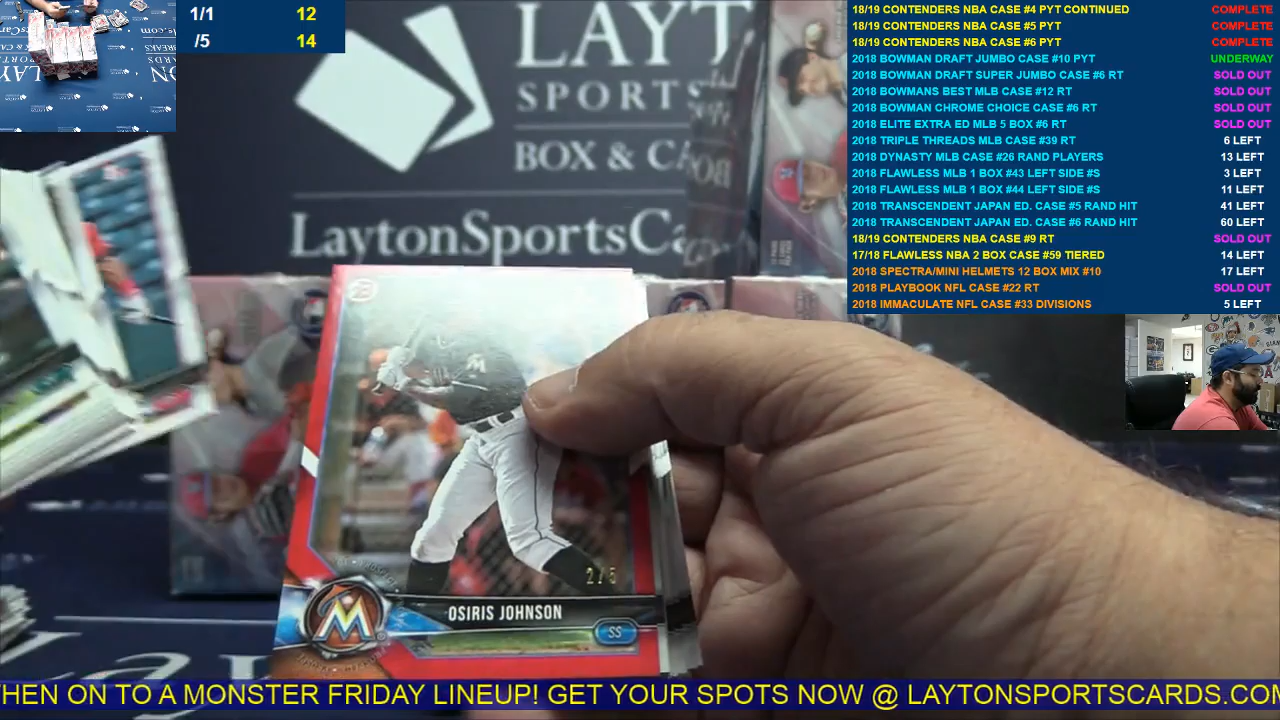 1/1 12
/5 14
18/19 CONTENDERS NBA CASE #4 PYT CONTINUED COMPLETE
18/19 CONTENDERS NBA CASE #5 PYT COMPLETE
18/19 CONTENDERS NBA CASE #6 PYT COMPLETE
2018 BOWMAN DRAFT JUMBO CASE #10 PYT UNDERWAY
2018 BOWMAN DRAFT SUPER JUMBO CASE #6 RT SOLD OUT
2018 BOWMANS BEST MLB CASE #12 RT SOLD OUT
2018 BOWMAN CHROME CHOICE CASE #6 RT SOLD OUT
2018 ELITE EXTRA ED MLB 5 BOX #6 RT SOLD OUT
2018 TRIPLE THREADS MLB CASE #39 RT 6 LEFT
2018 DYNASTY MLB CASE #26 RAND PLAYERS 13 LEFT
2018 FLAWLESS MLB 1 BOX #43 LEFT SIDE #S 3 LEFT
2018 FLAWLESS MLB 1 BOX #44 LEFT SIDE #S 11 LEFT
2018 TRANSCENDENT JAPAN ED. CASE #5 RAND HIT 41 LEFT
2018 TRANSCENDENT JAPAN ED. CASE #6 RAND HIT 60 LEFT
18/19 CONTENDERS NBA CASE #9 RT SOLD OUT
17/18 FLAWLESS NBA 2 BOX CASE #59 TIERED 14 LEFT
2018 SPECTRA/MINI HELMETS 12 BOX MIX #10 17 LEFT
2018 PLAYBOOK NFL CASE #22 RT SOLD OUT
2018 IMMACULATE NFL CASE #33 DIVISIONS 5 LEFT
LAYT
SPORTS
BOX & CA
LaytonSportsCa
2/5
OSIRIS JOHNSON
SS
HEN ON TO A MONSTER FRIDAY LINEUP! GET YOUR SPOTS NOW @ LAYTONSPORTSCARDS.COM